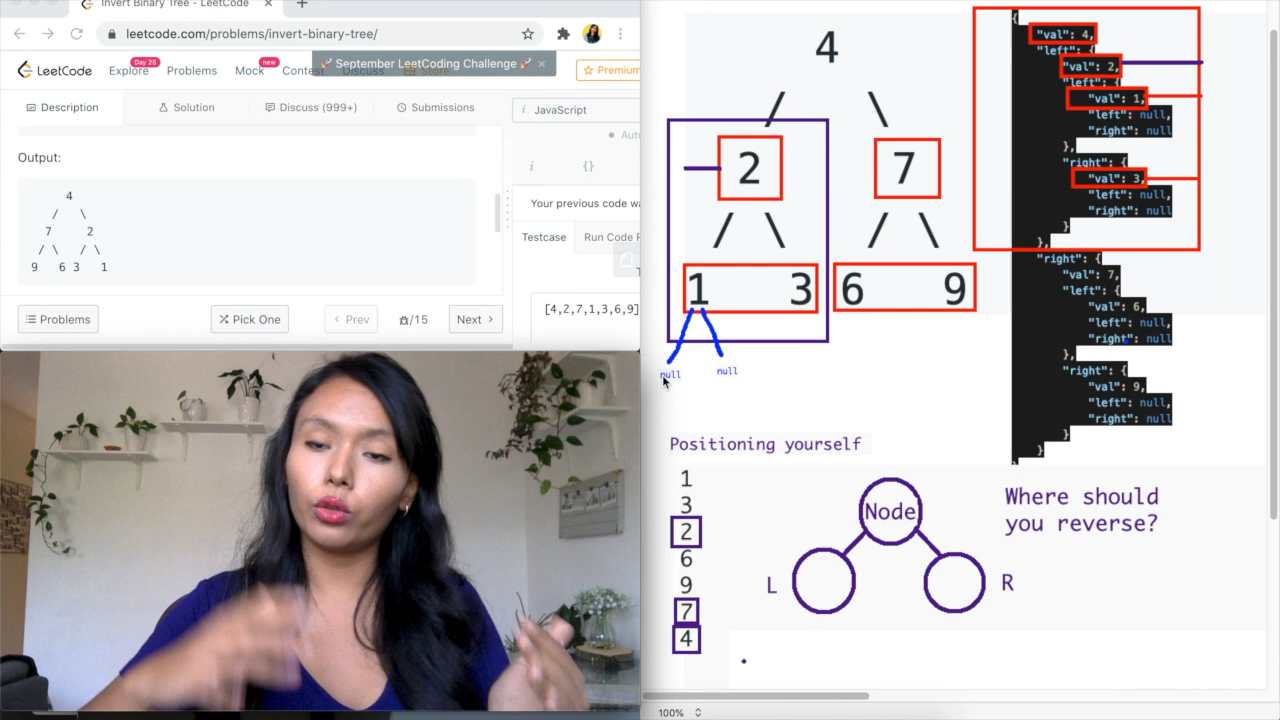 Invert Binary Tree - LeetCode
leetcode.com/problems/invert-binary-tree/
LeetCode
Explore
Day 25
Problems
Mock
new
Contest
Discuss
Store
🚀 September LeetCoding Challenge 🚀
Premium
Description
Solution
Discuss (999+)
Submissions
JavaScript
Output:
4
/ \
7 2
/ \ / \
9 6 3 1
i {}
Your previous code
Testcase
Run Code
[4,2,7,1,3,6,9]
Problems
Pick One
Prev
/15
Next
4
/ \
2 7
/ \ / \
1 3 6 9
null null
{
"val": 4,
"left": {
"val": 2,
"left": {
"val": 1,
"left": null,
"right": null
},
"right": {
"val": 3,
"left": null,
"right": null
}
},
"right": {
"val": 7,
"left": {
"val": 6,
"left": null,
"right": null
},
"right": {
"val": 9,
"left": null,
"right": null
}
}
Positioning yourself
1
3
2
6
9
7
4
Node
L R
Where should
you reverse?
100%